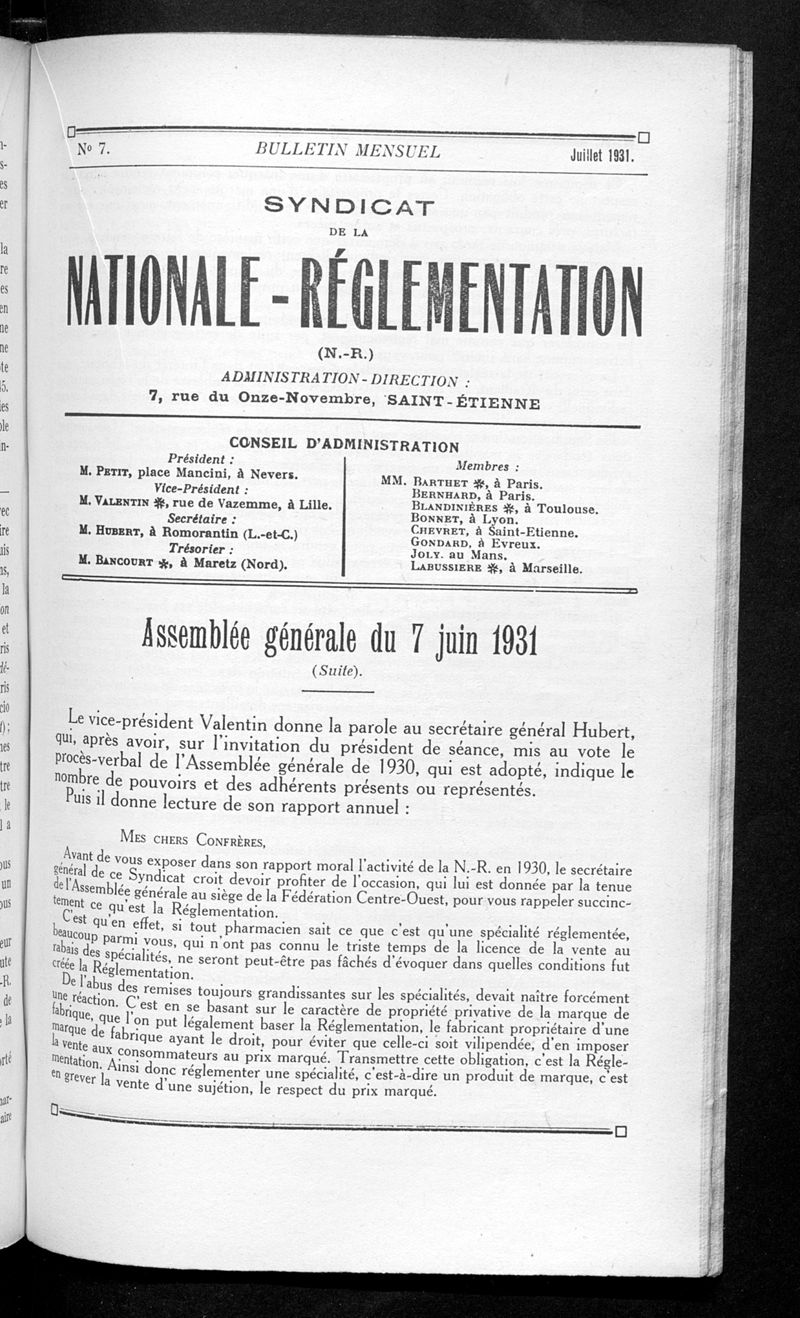 No 7.
BULLETIN MENSUEL
Juillet 1931.
SYNDICAT
DE LA
NATIONALE - RÉGLEMENTATION
(N.-R.)
ADMINISTRATION - DIRECTION :
7, rue du Onze-Novembre, SAINT-ÉTIENNE
CONSEIL D'ADMINISTRATION
Président :
M. PETIT, place Mancini, à Nevers.
Vice-Président :
M. VALENTIN ✻, rue de Vazemme, à Lille.
Secrétaire :
M. HUBERT, à Romorantin (L.-et-C.)
Trésorier :
M. BANCOURT ✻, à Maretz (Nord).
Membres :
MM. BARTHET ✻, à Paris.
BERNHARD, à Paris.
BLANDINIÈRES ✻, à Toulouse.
BONNET, à Lyon.
CHEVRET, à Saint-Etienne.
GONDARD, à Evreux.
JOLY. au Mans.
LABUSSIERE ✻, à Marseille.
Assemblée générale du 7 juin 1931
(Suite).
Le vice-président Valentin donne la parole au secrétaire général Hubert,
qui, après avoir, sur l'invitation du président de séance, mis au vote le
procès-verbal de l'Assemblée générale de 1930, qui est adopté, indique le
nombre de pouvoirs et des adhérents présents ou représentés.
Puis il donne lecture de son rapport annuel :
MES CHERS CONFRÈRES,
Avant de vous exposer dans son rapport moral l'activité de la N.-R. en 1930, le secrétaire
général de ce Syndicat croit devoir profiter de l'occasion, qui lui est donnée par la tenue
de l'Assemblée générale au siège de la Fédération Centre-Ouest, pour vous rappeler succinc-
tement ce qu'est la Réglementation.
C'est qu'en effet, si tout pharmacien sait ce que c'est qu'une spécialité réglementée,
beaucoup parmi vous, qui n'ont pas connu le triste temps de la licence de la vente au
rabais des spécialités, ne seront peut-être pas fâchés d'évoquer dans quelles conditions fut
créée la Réglementation.
De l'abus des remises toujours grandissantes sur les spécialités, devait naître forcément
une réaction. C'est en se basant sur le caractère de propriété privative de la marque de
fabrique, que l'on put légalement baser la Réglementation, le fabricant propriétaire d'une
marque de fabrique ayant le droit, pour éviter que celle-ci soit vilipendée, d'en imposer
la vente aux consommateurs au prix marqué. Transmettre cette obligation, c'est la Régle-
mentation. Ainsi donc réglementer une spécialité, c'est-à-dire un produit de marque, c'est
en grever la vente d'une sujétion, le respect du prix marqué.